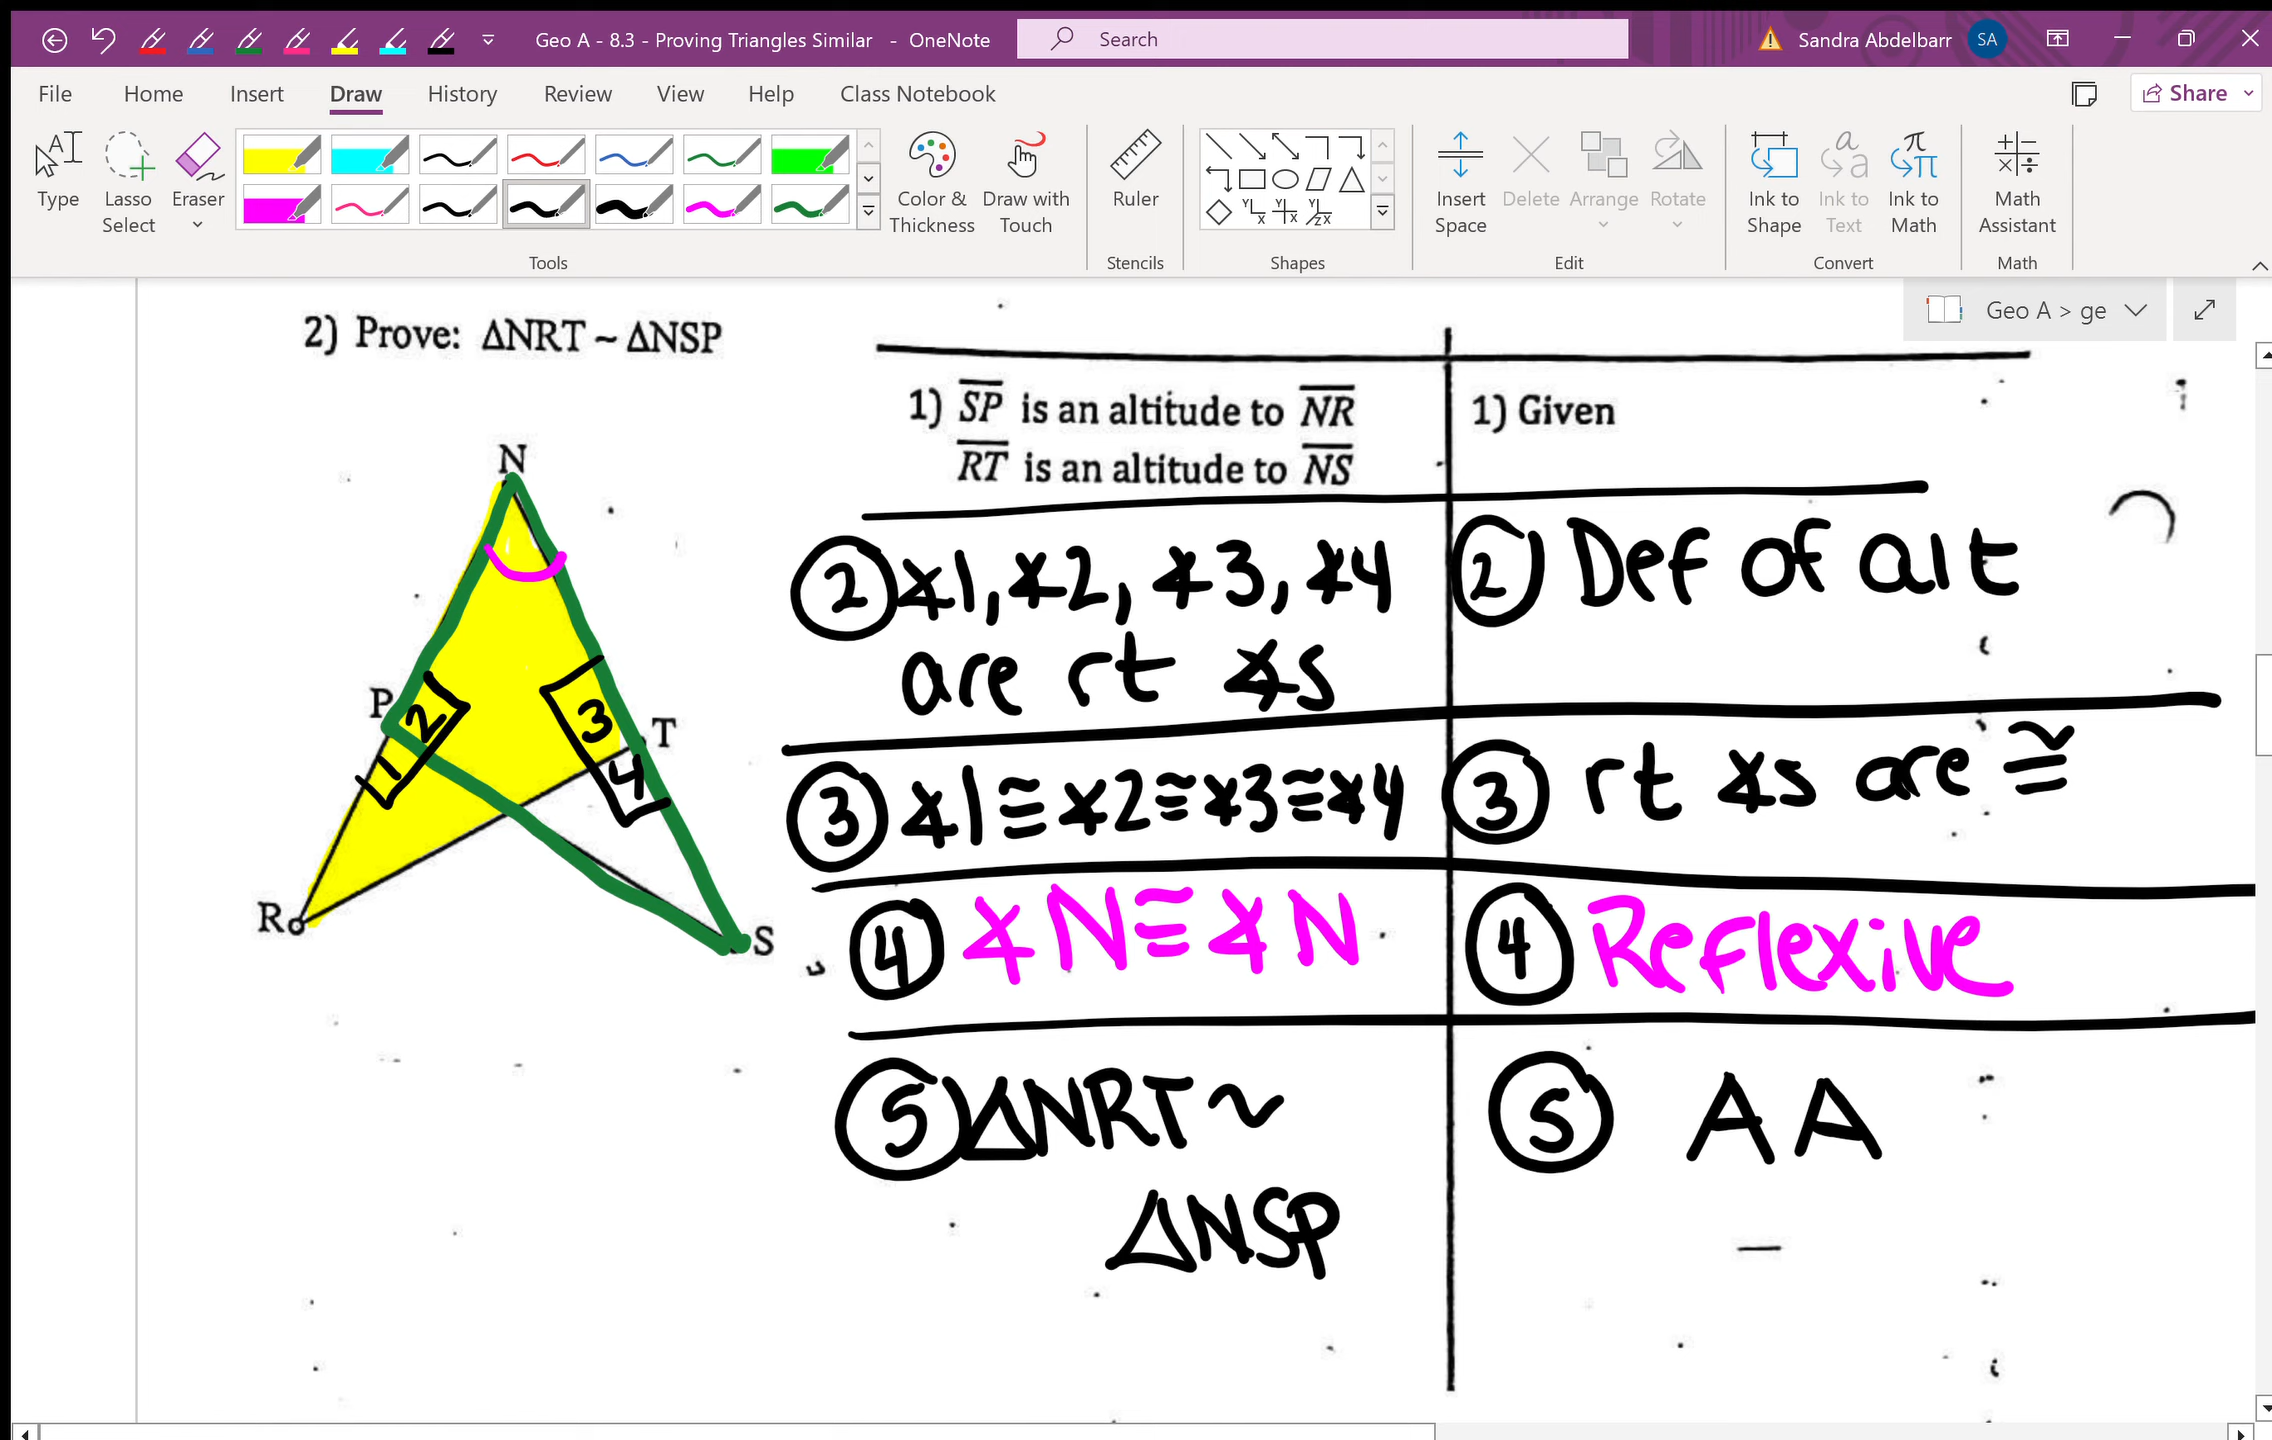 Geo A - 8.3 - Proving Triangles Similar - OneNote
Search
Sandra Abdelbarr
SA
File Home Insert Draw History Review View Help Class Notebook
Share
Type
Lasso Select
Eraser
Color & Thickness
Draw with Touch
Ruler
Insert Space
Delete
Arrange
Rotate
Ink to Shape
Ink to Text
Ink to Math
Math Assistant
Tools
Stencils
Shapes
Edit
Convert
Math
Geo A > ge
2) Prove: ΔNRT ~ ΔNSP
1) S̅P̅ is an altitude to N̅R̅
R̅T̅ is an altitude to N̅S̅
1) Given
N
P
T
R
S
2
1
3
4
② ∡1, ∡2, ∡3, ∡4
are rt ∡s
② Def of alt
③ ∡1≅∡2≅∡3≅∡4
③ rt ∡s are ≅
④ ∡N≅∡N
④ Reflexive
⑤ ΔNRT ~
ΔNSP
⑤ AA